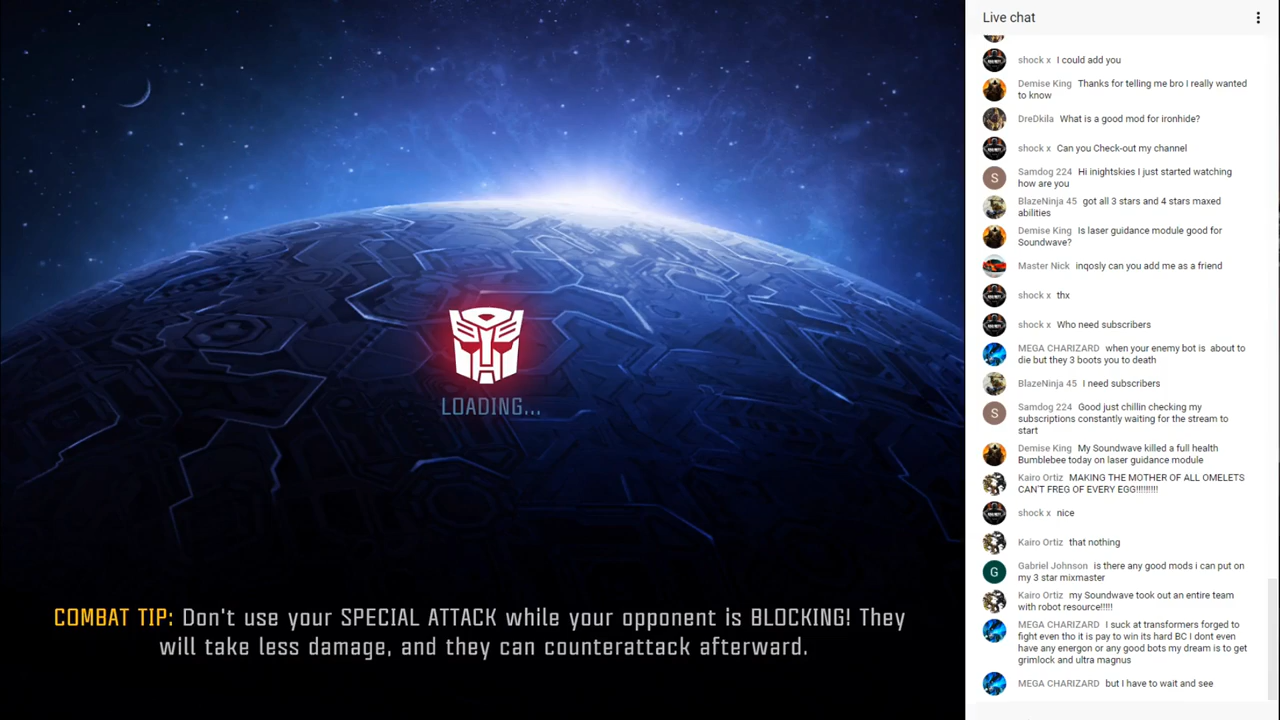 LOADING...
COMBAT TIP: Don't use your SPECIAL ATTACK while your opponent is BLOCKING! They
will take less damage, and they can counterattack afterward.
Live chat
shock x I could add you
Demise King Thanks for telling me bro I really wanted
to know
DreDkila What is a good mod for ironhide?
shock x Can you Check-out my channel
S
Samdog 224 Hi inightskies I just started watching
how are you
BlazeNinja 45 got all 3 stars and 4 stars maxed
abilities
Demise King Is laser guidance module good for
Soundwave?
Master Nick inqosly can you add me as a friend
shock x thx
shock x Who need subscribers
MEGA CHARIZARD when your enemy bot is about to
die but they 3 boots you to death
BlazeNinja 45 I need subscribers
S
Samdog 224 Good just chillin checking my
subscriptions constantly waiting for the stream to
start
Demise King My Soundwave killed a full health
Bumblebee today on laser guidance module
Kairo Ortiz MAKING THE MOTHER OF ALL OMELETS
CAN'T FREG OF EVERY EGG!!!!!!!!!
shock x nice
Kairo Ortiz that nothing
G
Gabriel Johnson is there any good mods i can put on
my 3 star mixmaster
Kairo Ortiz my Soundwave took out an entire team
with robot resource!!!!!
MEGA CHARIZARD I suck at transformers forged to
fight even tho it is pay to win its hard BC I dont even
have any energon or any good bots my dream is to get
grimlock and ultra magnus
MEGA CHARIZARD but I have to wait and see